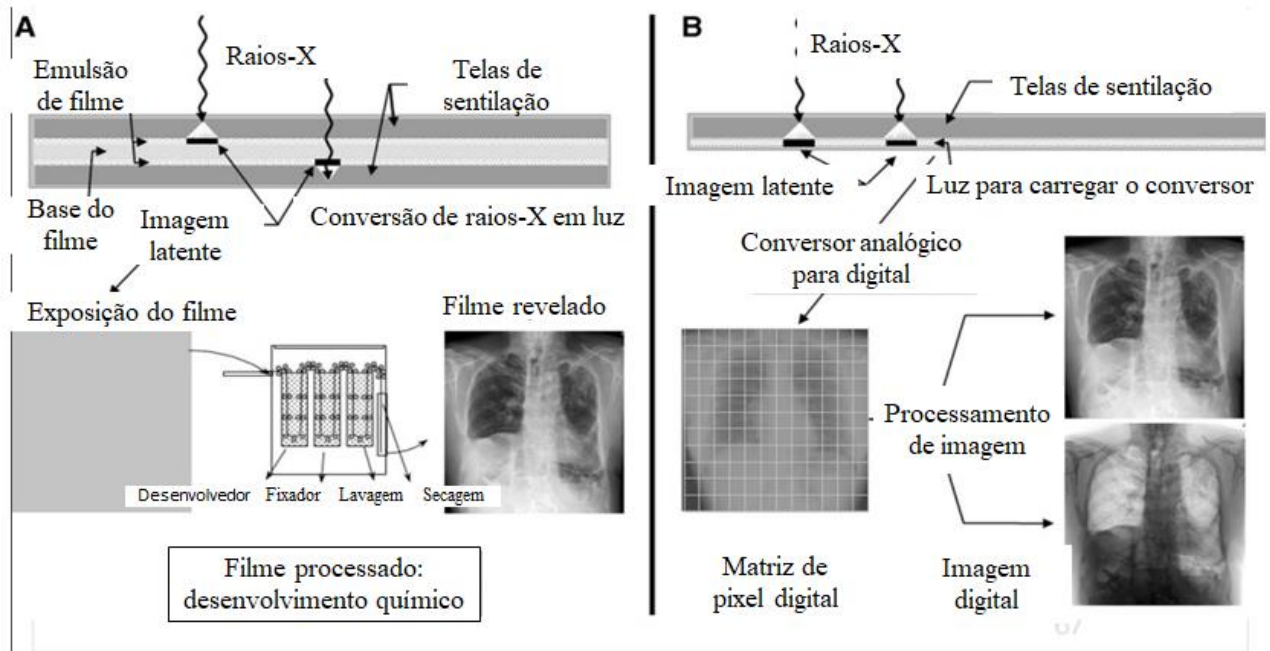 A
Raios-X
Emulsão
de filme
Telas de
sentilação
Base do
filme
Imagem
latente
Conversão de raios-X em luz
Exposição do filme
Filme revelado
Desenvolvedor Fixador Lavagem Secagem
Filme processado:
desenvolvimento químico
B
Raios-X
Telas de sentilação
Imagem latente
Luz para carregar o conversor
Conversor analógico
para digital
Processamento
de imagem
Matriz de
pixel digital
Imagem
digital